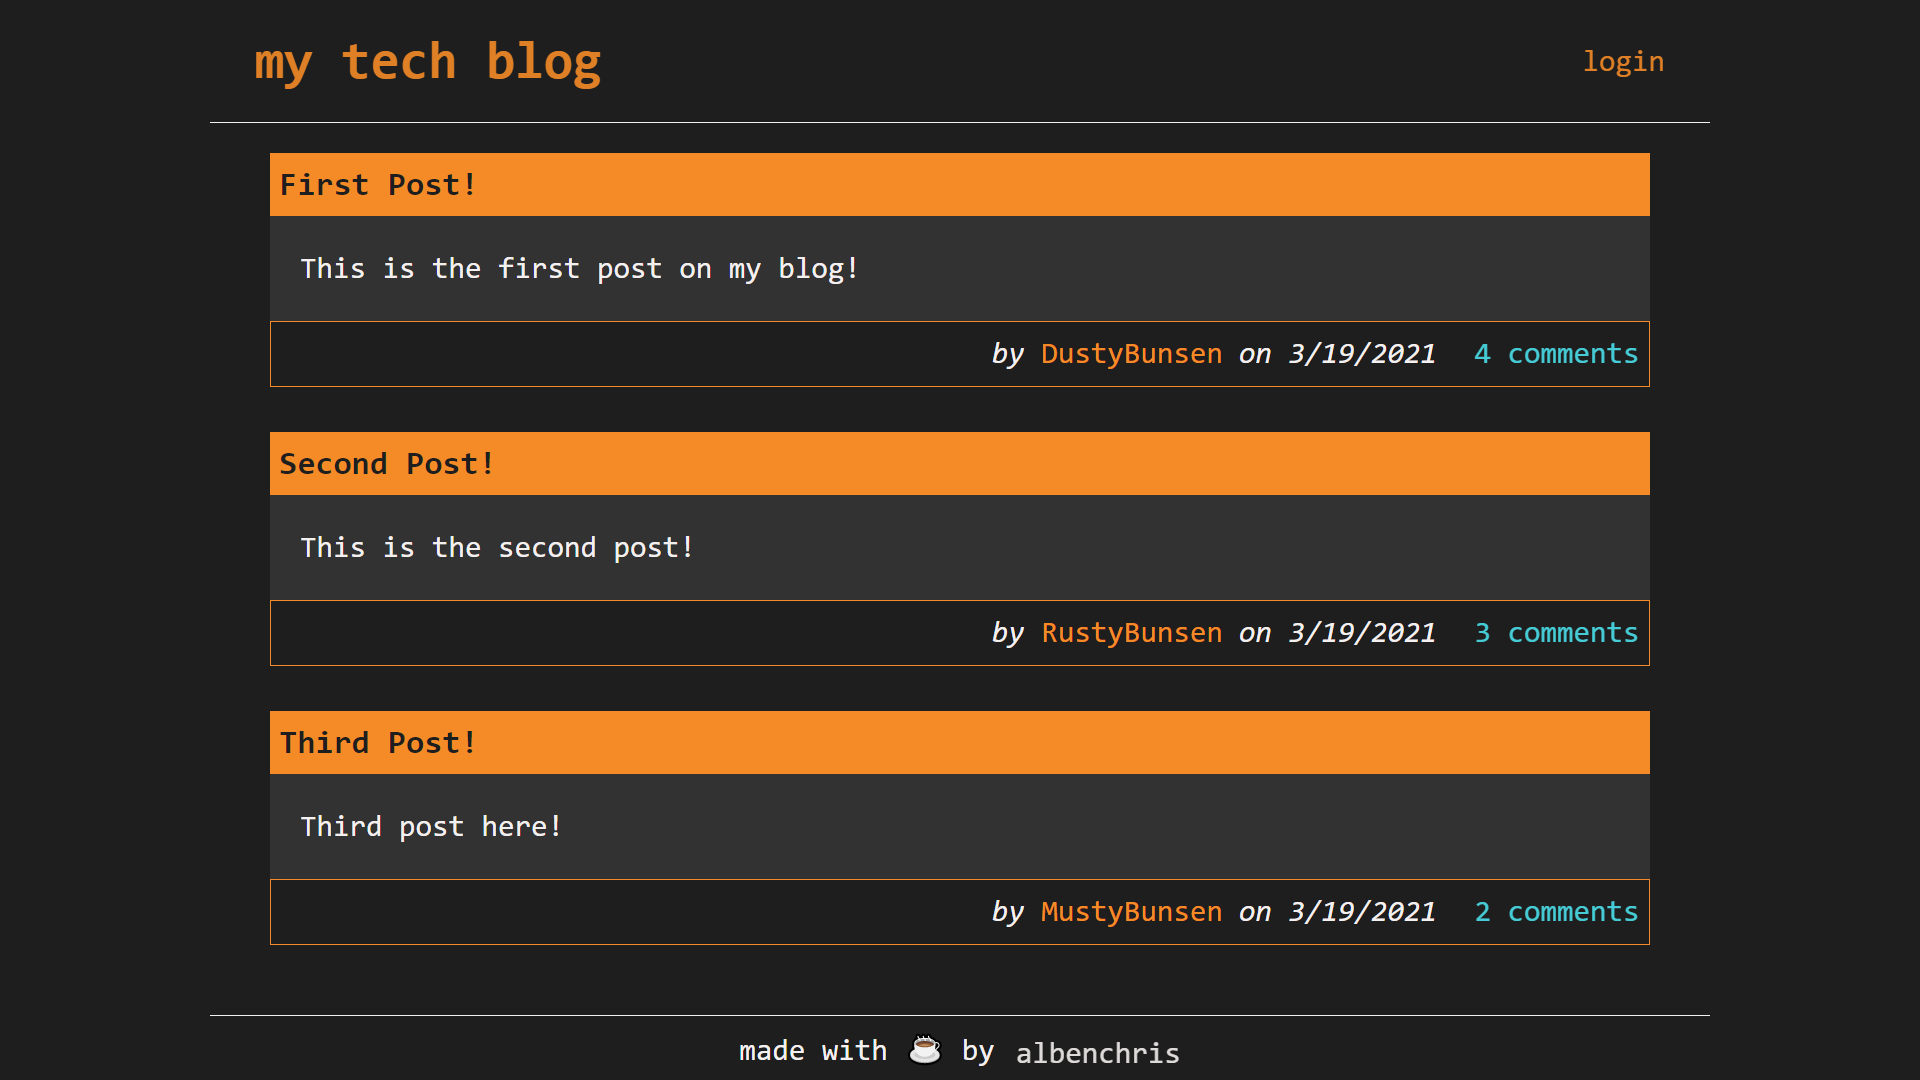 my tech blog
login
First Post!
This is the first post on my blog!
by DustyBunsen on 3/19/2021 4 comments
Second Post!
This is the second post!
by RustyBunsen on 3/19/2021 3 comments
Third Post!
Third post here!
by MustyBunsen on 3/19/2021 2 comments
made with ☕ by albenchris